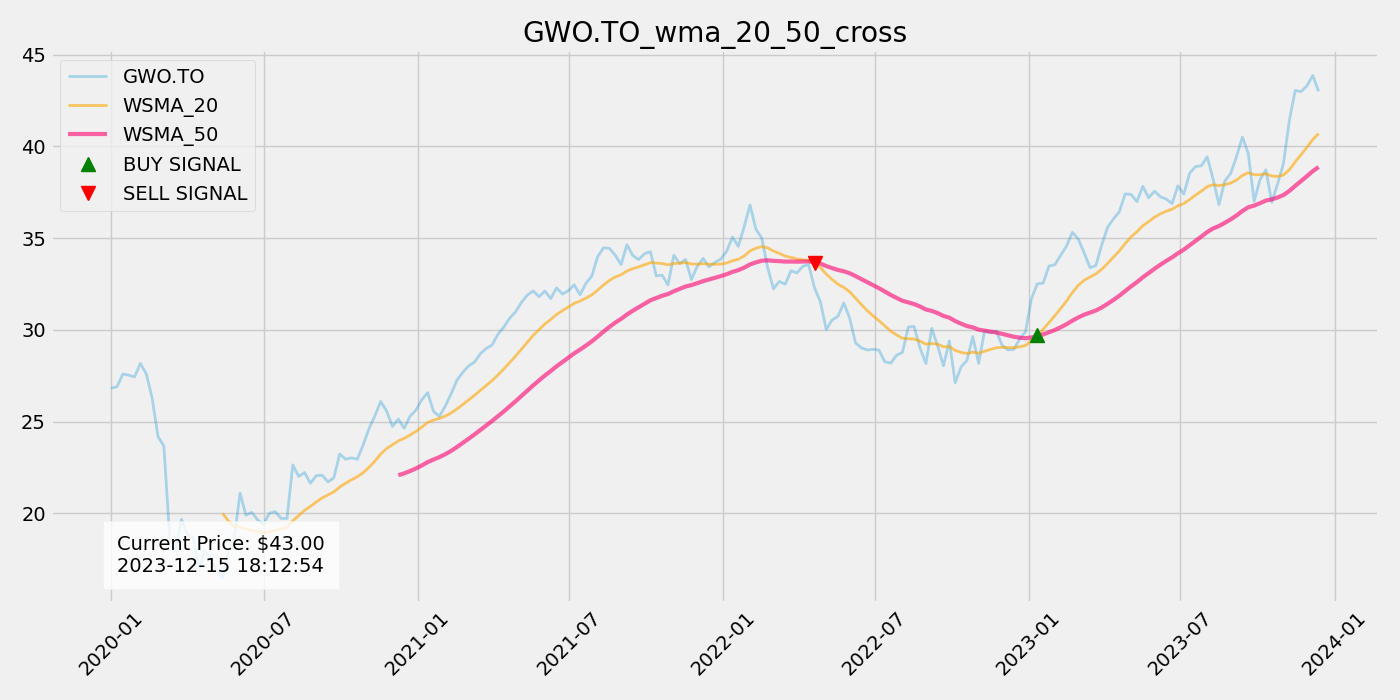 GWO.TO_wma_20_50_cross
45
40
35
30
25
20
GWO.TO
WSMA_20
WSMA_50
BUY SIGNAL
SELL SIGNAL
Current Price: $43.00
2023-12-15 18:12:54
2020-01
2020-07
2021-01
2021-07
2022-01
2022-07
2023-01
2023-07
2024-01